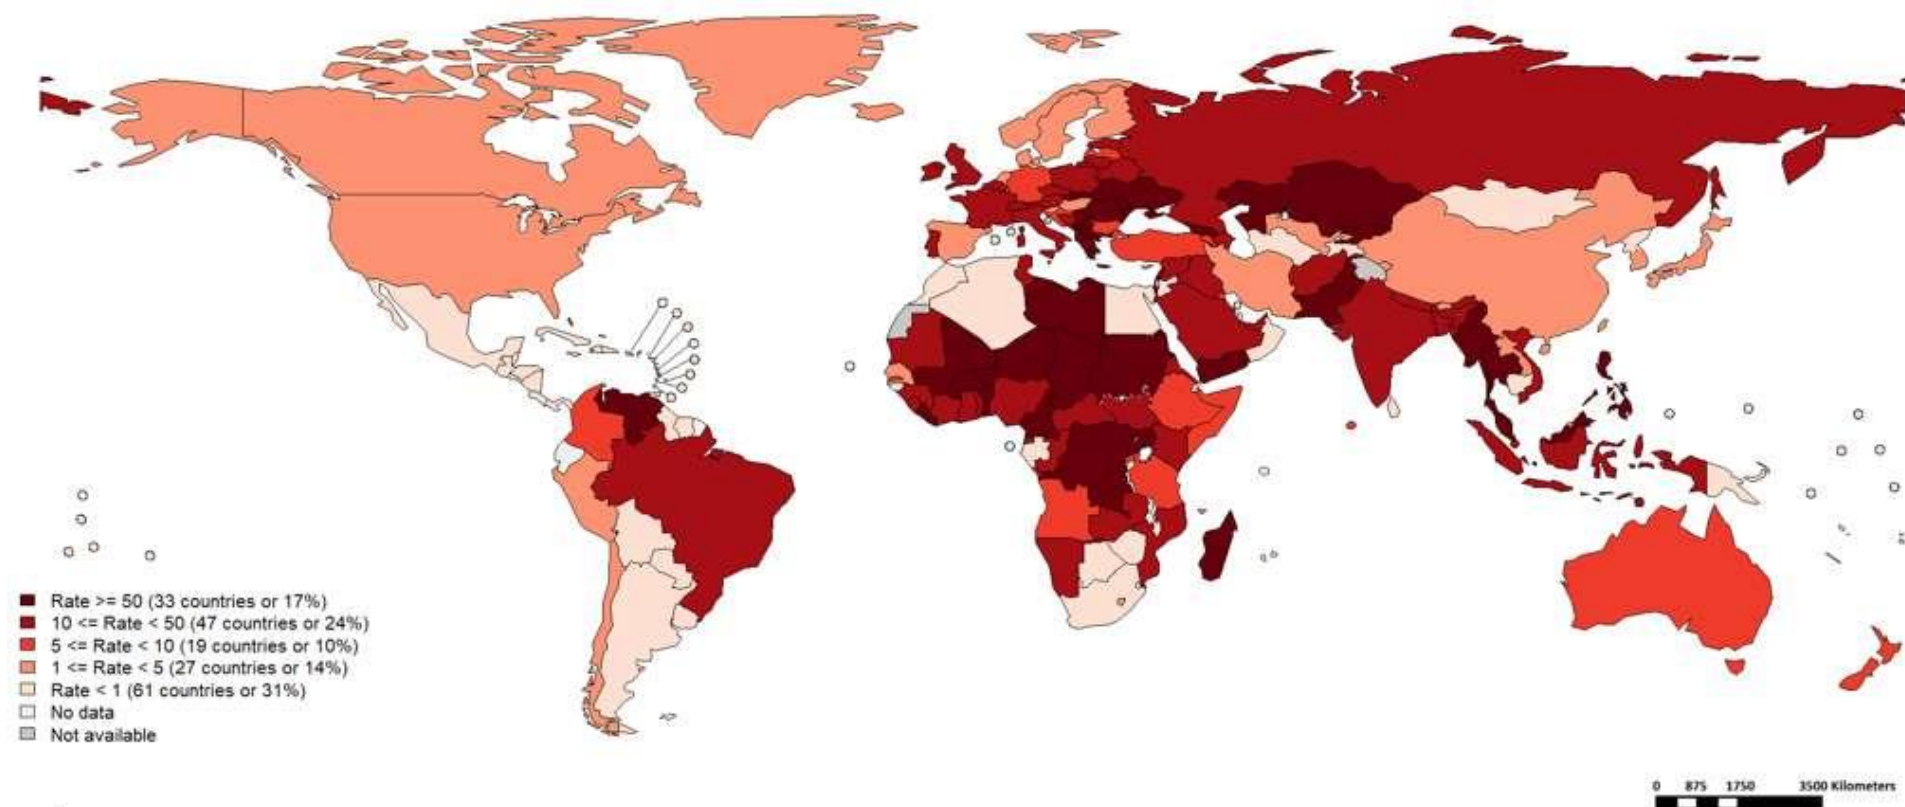 Rate >= 50 (33 countries or 17%)
10 <= Rate < 50 (47 countries or 24%)
5 <= Rate < 10 (19 countries or 10%)
1 <= Rate < 5 (27 countries or 14%)
Rate < 1 (61 countries or 31%)
No data
Not available
0 875 1750 3500 Kilometers